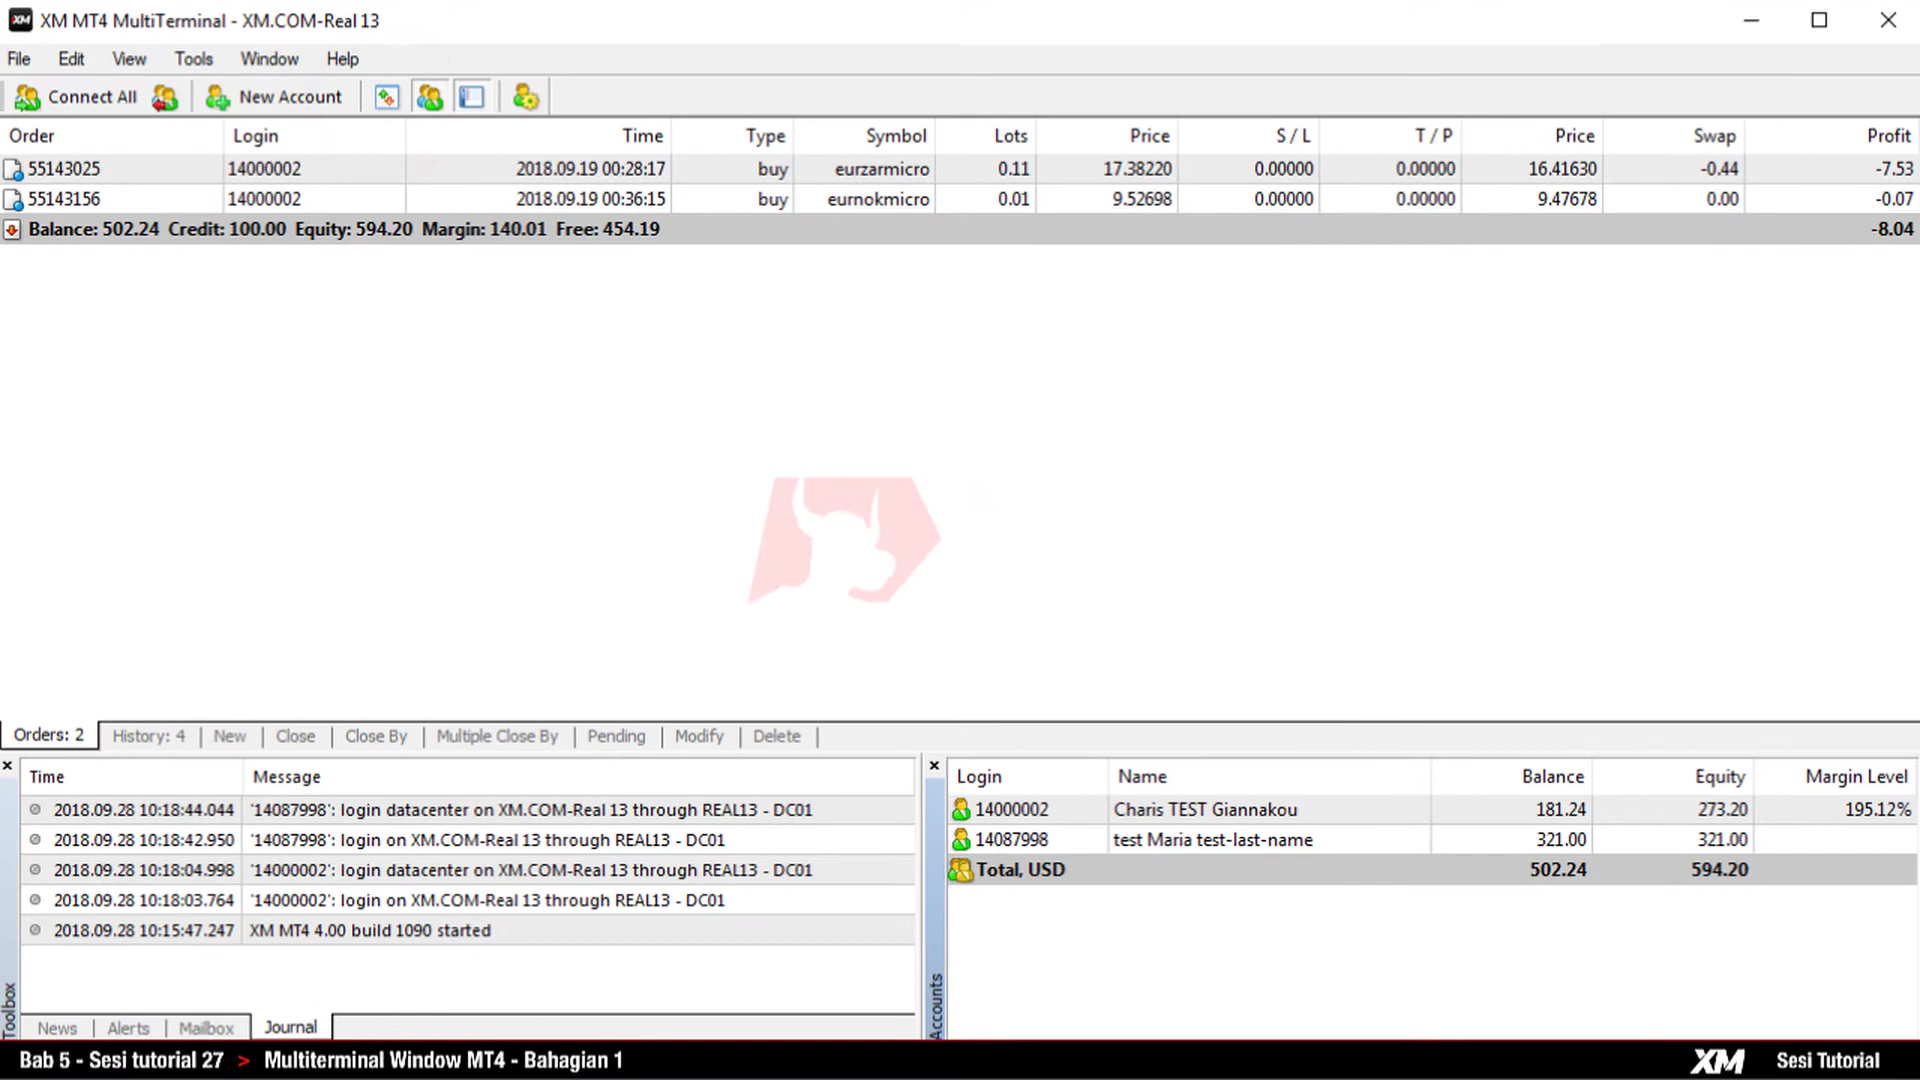 XM MT4 MultiTerminal - XM.COM-Real 13
File Edit View Tools Window Help
Connect All New Account
Order Login Time Type Symbol Lots Price S / L T / P Price Swap Profit
55143025 14000002 2018.09.19 00:28:17 buy eurzarmicro 0.11 17.38220 0.00000 0.00000 16.41630 -0.44 -7.53
55143156 14000002 2018.09.19 00:36:15 buy eurnokmicro 0.01 9.52698 0.00000 0.00000 9.47678 0.00 -0.07
Balance: 502.24 Credit: 100.00 Equity: 594.20 Margin: 140.01 Free: 454.19 -8.04
Orders: 2 | History: 4 | New | Close | Close By | Multiple Close By | Pending | Modify | Delete |
Time Message
2018.09.28 10:18:44.044 '14087998': login datacenter on XM.COM-Real 13 through REAL13 - DC01
2018.09.28 10:18:42.950 '14087998': login on XM.COM-Real 13 through REAL13 - DC01
2018.09.28 10:18:04.998 '14000002': login datacenter on XM.COM-Real 13 through REAL13 - DC01
2018.09.28 10:18:03.764 '14000002': login on XM.COM-Real 13 through REAL13 - DC01
2018.09.28 10:15:47.247 XM MT4 4.00 build 1090 started
Toolbox
News | Alerts | Mailbox Journal
Login Name Balance Equity Margin Level
14000002 Charis TEST Giannakou 181.24 273.20 195.12%
14087998 test Maria test-last-name 321.00 321.00
Total, USD 502.24 594.20
Accounts
Bab 5 - Sesi tutorial 27 > Multiterminal Window MT4 - Bahagian 1
XM Sesi Tutorial